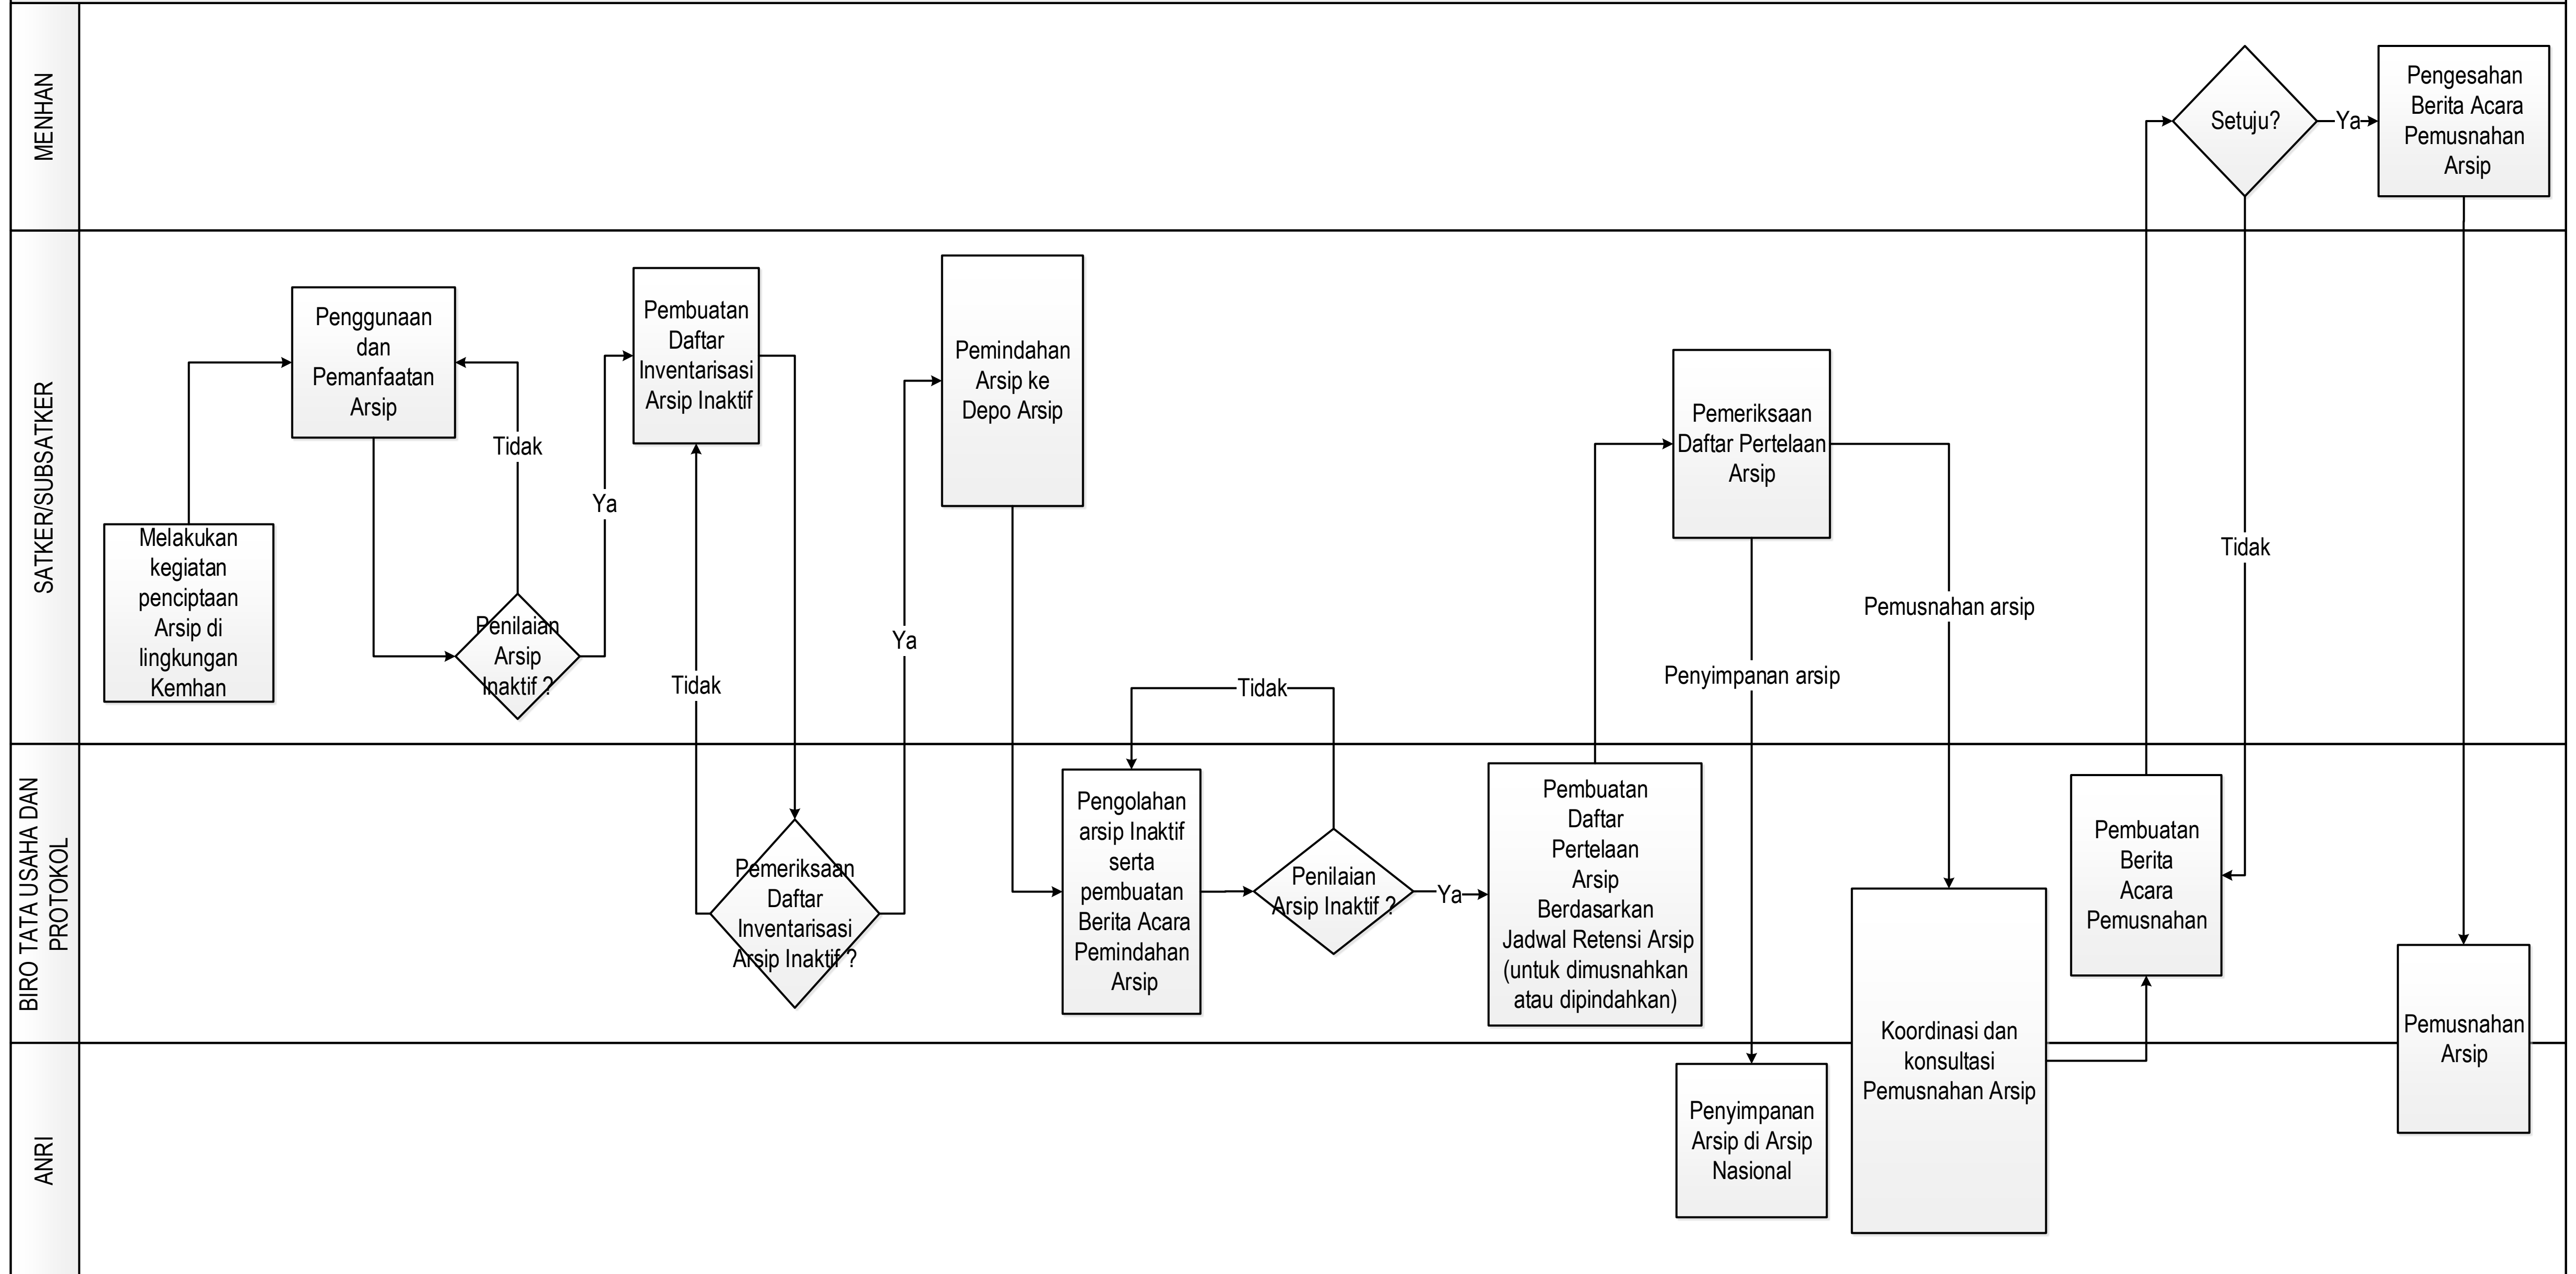 MENHAN
Setuju?
Ya
Pengesahan
Berita Acara
Pemusnahan
Arsip
Tidak
SATKER/SUBSATKER
Melakukan
kegiatan
penciptaan
Arsip di
lingkungan
Kemhan
Penggunaan
dan
Pemanfaatan
Arsip
Tidak
Penilaian
Arsip
Inaktif ?
Ya
Pembuatan
Daftar
Inventarisasi
Arsip Inaktif
Tidak
Ya
Pemindahan
Arsip ke
Depo Arsip
Tidak
Pemeriksaan
Daftar Pertelaan
Arsip
Penyimpanan arsip
Pemusnahan arsip
BIRO TATA USAHA DAN
PROTOKOL
Pemeriksaan
Daftar
Inventarisasi
Arsip Inaktif ?
Pengolahan
arsip Inaktif
serta
pembuatan
Berita Acara
Pemindahan
Arsip
Penilaian
Arsip Inaktif ?
Ya
Pembuatan
Daftar
Pertelaan
Arsip
Berdasarkan
Jadwal Retensi Arsip
(untuk dimusnahkan
atau dipindahkan)
Pembuatan
Berita
Acara
Pemusnahan
Pemusnahan
Arsip
ANRI
Penyimpanan
Arsip di Arsip
Nasional
Koordinasi dan
konsultasi
Pemusnahan Arsip